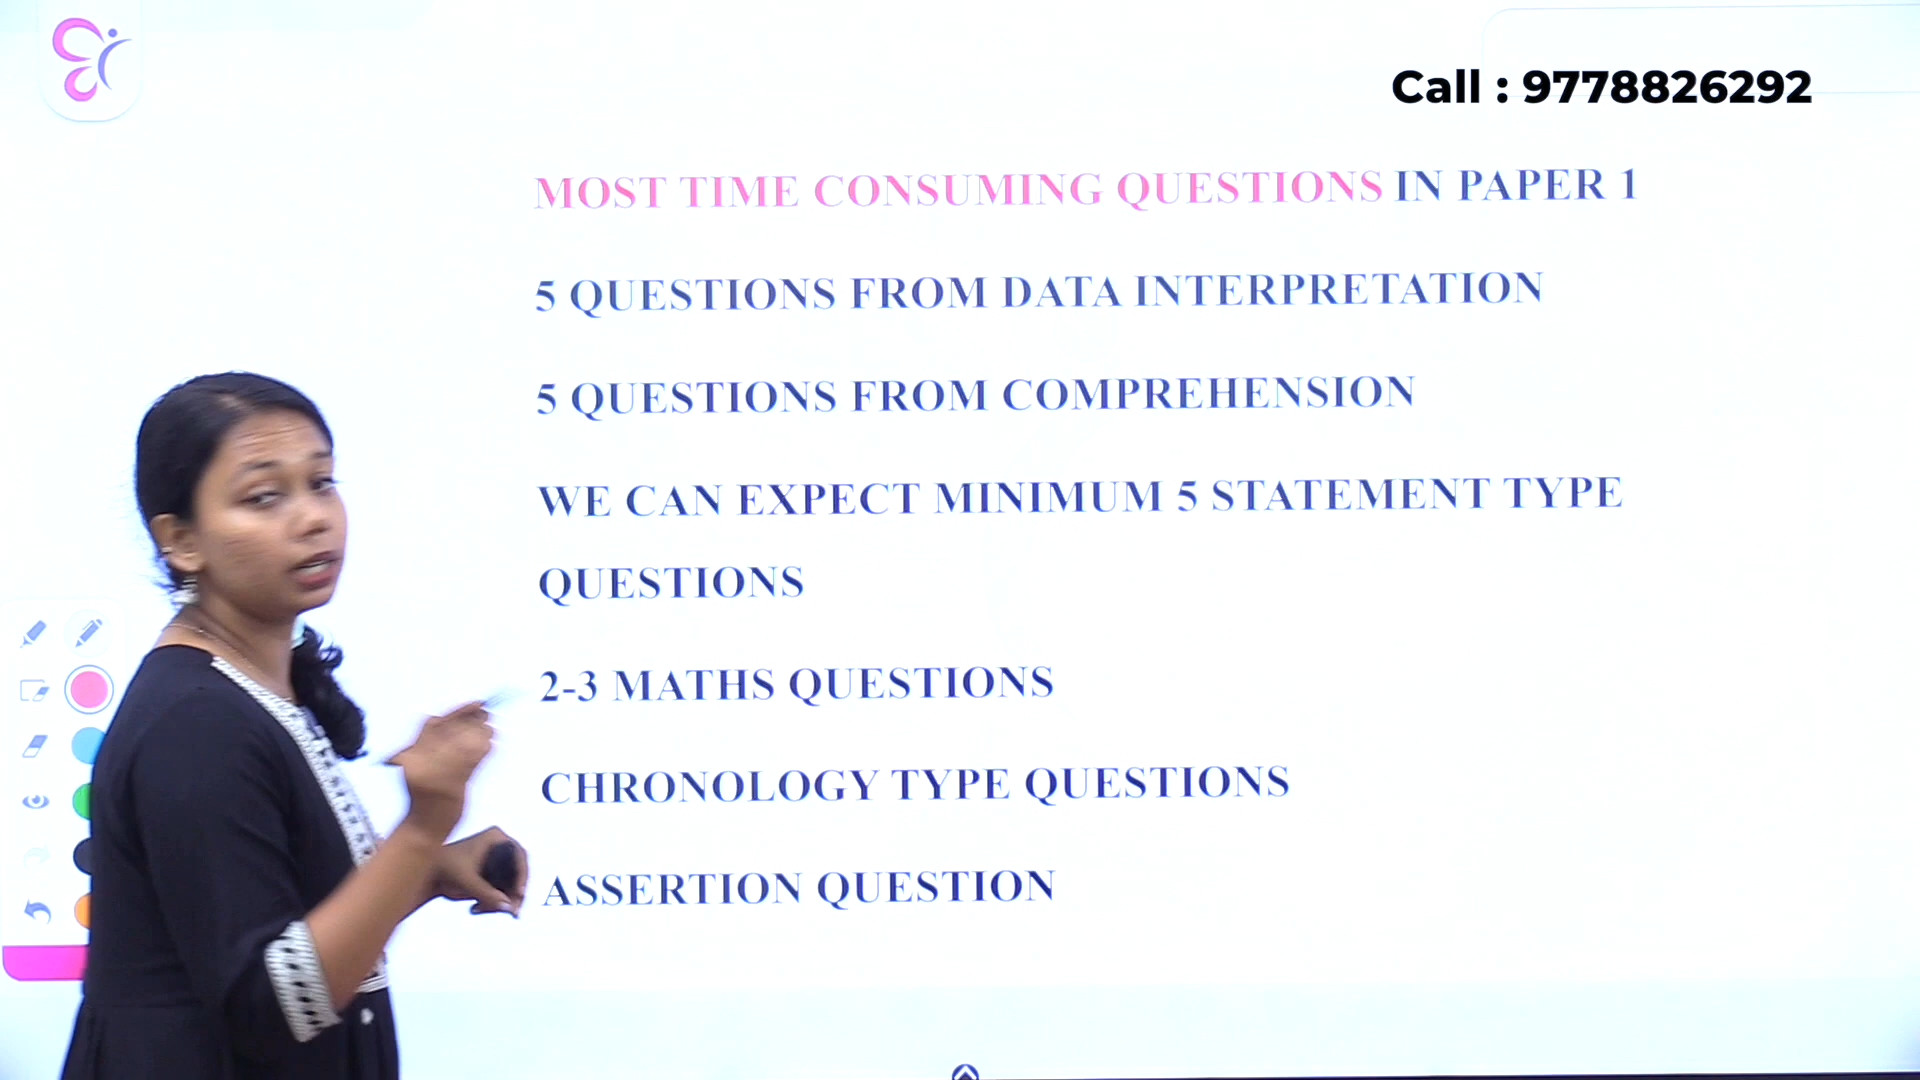 Call : 9778826292
MOST TIME CONSUMING QUESTIONS IN PAPER 1
5 QUESTIONS FROM DATA INTERPRETATION
5 QUESTIONS FROM COMPREHENSION
WE CAN EXPECT MINIMUM 5 STATEMENT TYPE
QUESTIONS
2-3 MATHS QUESTIONS
CHRONOLOGY TYPE QUESTIONS
ASSERTION QUESTION